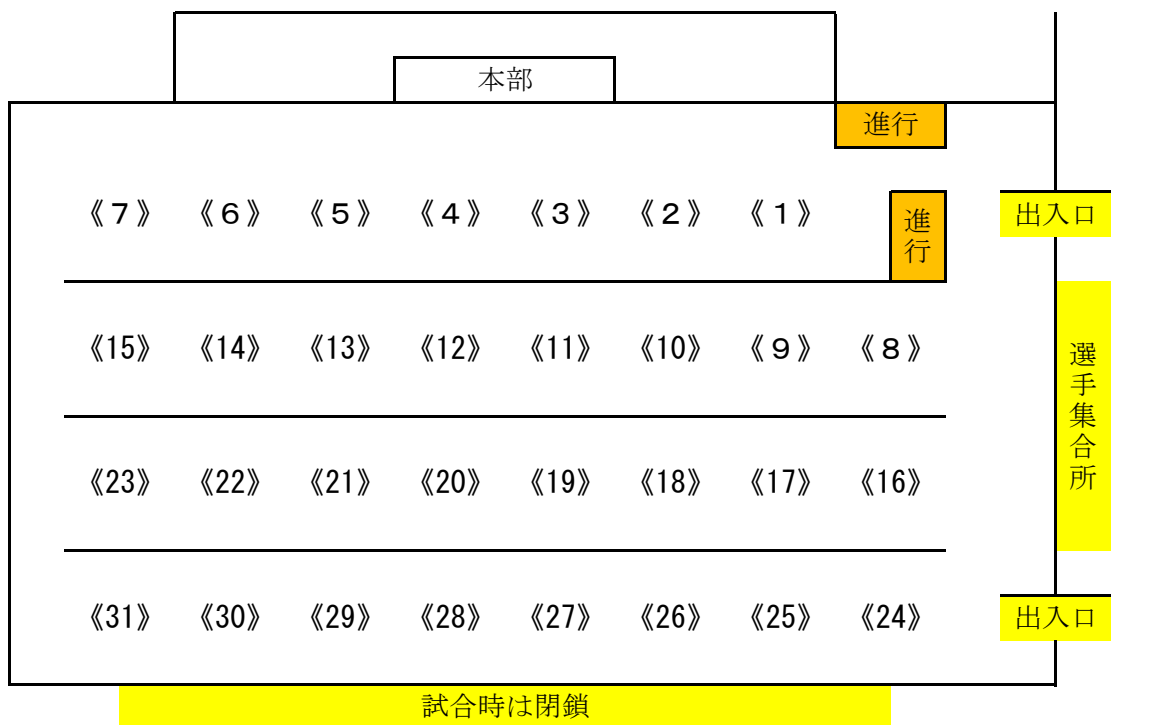 本部
進行
《７》 《６》 《５》 《４》 《３》 《２》 《１》
進行
出入口
《15》 《14》 《13》 《12》 《11》 《10》 《９》 《８》
選手集合所
《23》 《22》 《21》 《20》 《19》 《18》 《17》 《16》
《31》 《30》 《29》 《28》 《27》 《26》 《25》 《24》
出入口
試合時は閉鎖